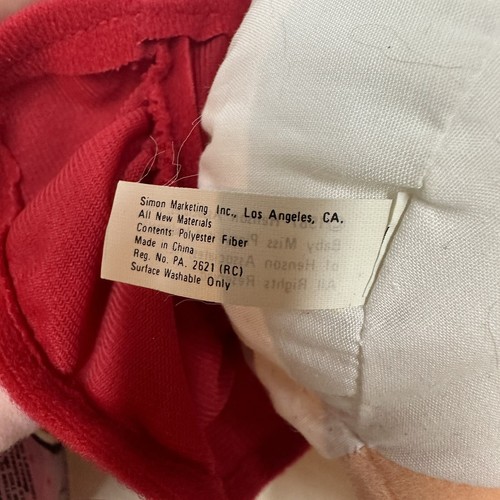 Simon Marketing Inc., Los Angeles, CA.
All New Materials
Contents: Polyester Fiber
Made in China
Reg. No. PA. 2621 (RC)
Surface Washable Only